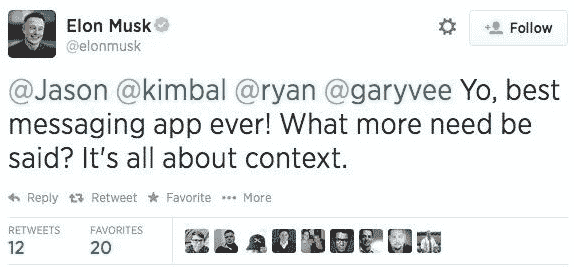 Elon Musk
@elonmusk
Follow
@Jason @kimbal @ryan @garyvee Yo, best
messaging app ever! What more need be
said? It's all about context.
Reply Retweet Favorite More
RETWEETS FAVORITES
12 20